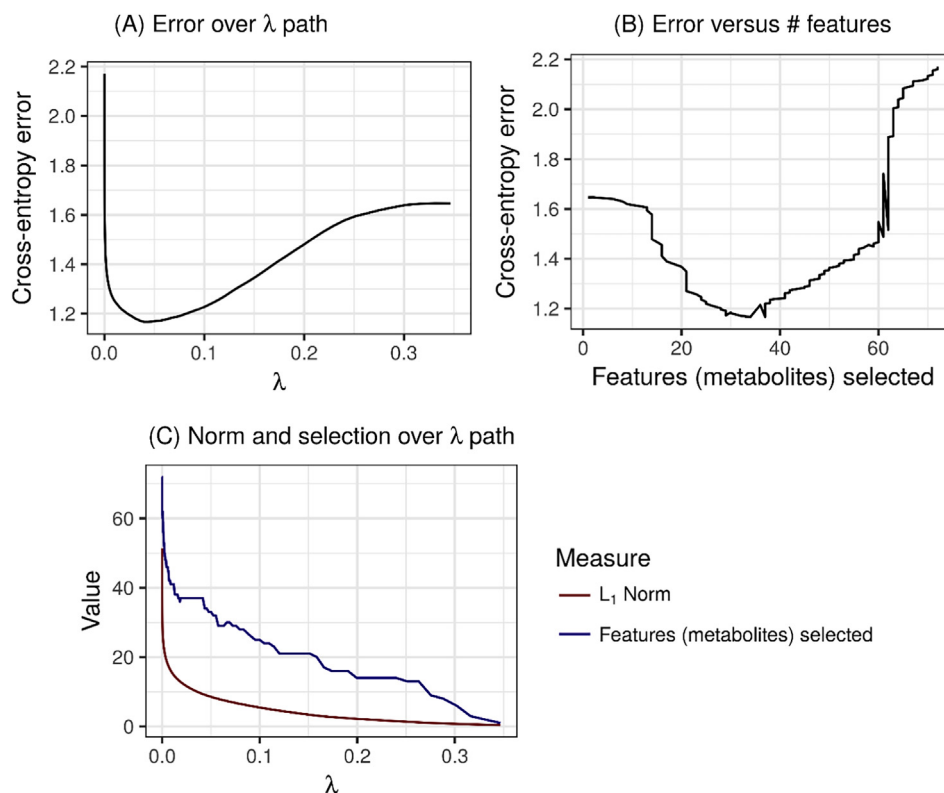 (A) Error over λ path
Cross-entropy error
2.2
2.0
1.8
1.6
1.4
1.2
0.0 0.1 0.2 0.3
λ
(B) Error versus # features
Cross-entropy error
2.2
2.0
1.8
1.6
1.4
1.2
0 20 40 60
Features (metabolites) selected
(C) Norm and selection over λ path
Value
60
40
20
0
0.0 0.1 0.2 0.3
λ
Measure
L₁ Norm
Features (metabolites) selected